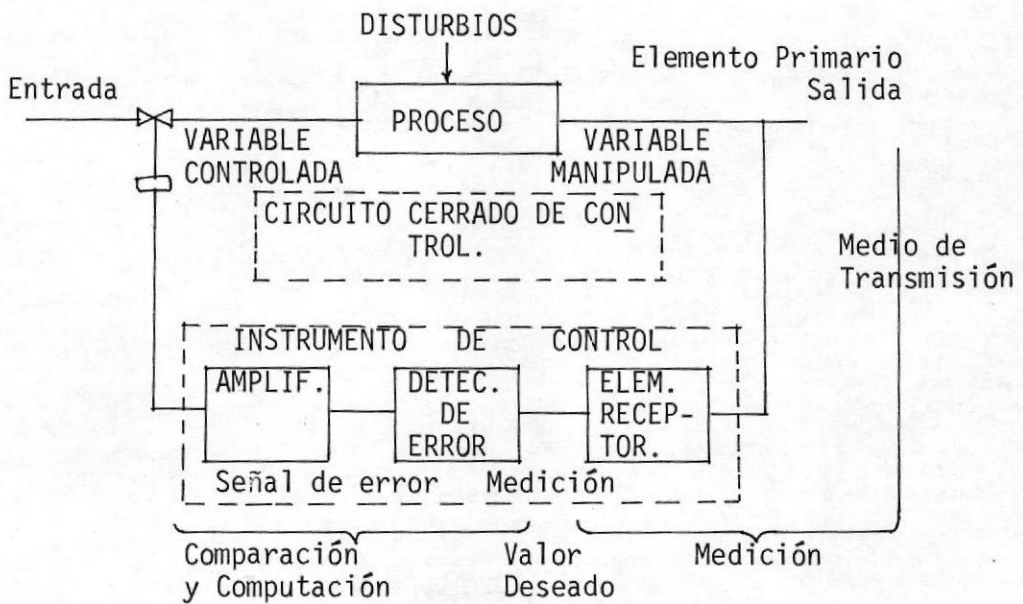 DISTURBIOS
Elemento Primario
Salida
Entrada
PROCESO
VARIABLE
CONTROLADA
VARIABLE
MANIPULADA
CIRCUITO CERRADO DE CON
TROL.
Medio de
Transmisión
INSTRUMENTO DE CONTROL
AMPLIF.
DETEC.
DE
ERROR
ELEM.
RECEP-
TOR.
Señal de error
Medición
Comparación
y Computación
Valor
Deseado
Medición